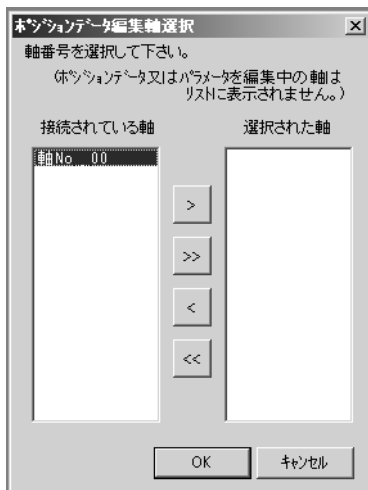 ﾎﾟｼﾞｼｮﾝﾃﾞｰﾀ編集軸選択
軸番号を選択して下さい。
(ﾎﾟｼﾞｼｮﾝﾃﾞｰﾀ又はﾊﾟﾗﾒｰﾀを編集中の軸は
ﾘｽﾄに表示されません。)
接続されている軸
選択された軸
軸No 00
>
>>
<
<<
OK
ｷｬﾝｾﾙ